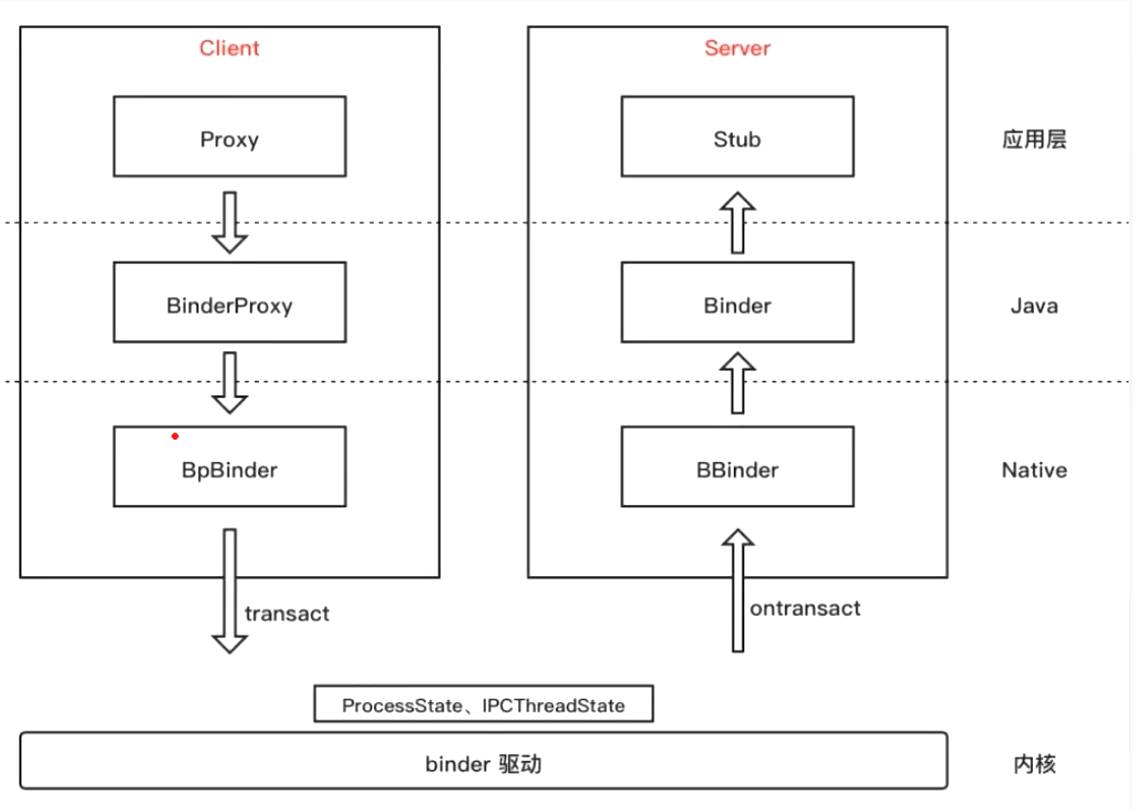 Client
Server
Proxy
Stub
应用层
BinderProxy
Binder
Java
BpBinder
BBinder
Native
transact
ontransact
ProcessState、IPCThreadState
binder 驱动
内核